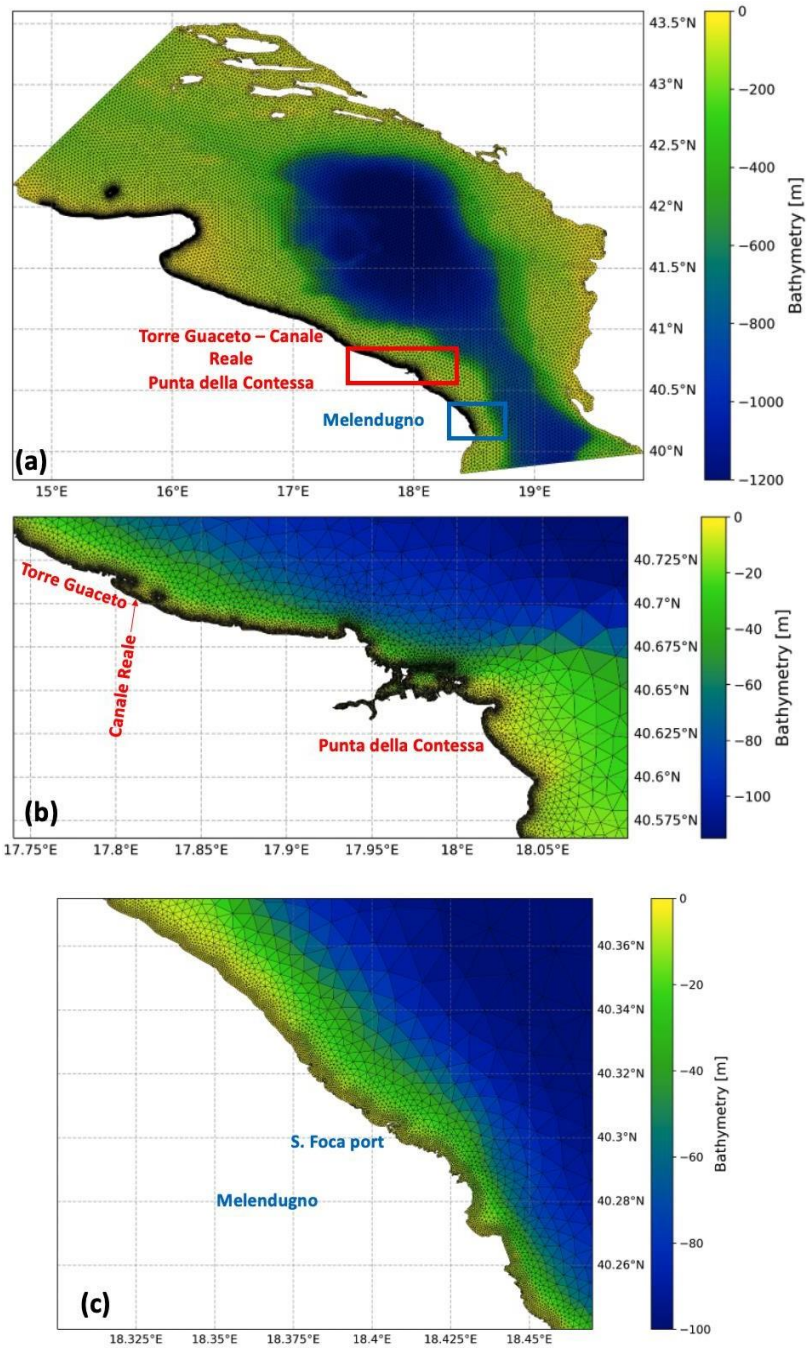 0
43.5°N
43°N
−200
42.5°N
−400
42°N
−600
41.5°N
Bathymetry [m]
41°N
−800
Torre Guaceto – Canale
Reale
Punta della Contessa
40.5°N
−1000
Melendugno
40°N
(a)
−1200
15°E 16°E 17°E 18°E 19°E
0
40.725°N
−20
Torre Guaceto
40.7°N
−40
Canale Reale
40.675°N
Bathymetry [m]
40.65°N
−60
Punta della Contessa
40.625°N
−80
40.6°N
−100
(b)
40.575°N
17.75°E 17.8°E 17.85°E 17.9°E 17.95°E 18°E 18.05°E
0
40.36°N
−20
40.34°N
40.32°N
−40
Bathymetry [m]
S. Foca port
40.3°N
−60
Melendugno
40.28°N
−80
40.26°N
(c)
−100
18.325°E 18.35°E 18.375°E 18.4°E 18.425°E 18.45°E